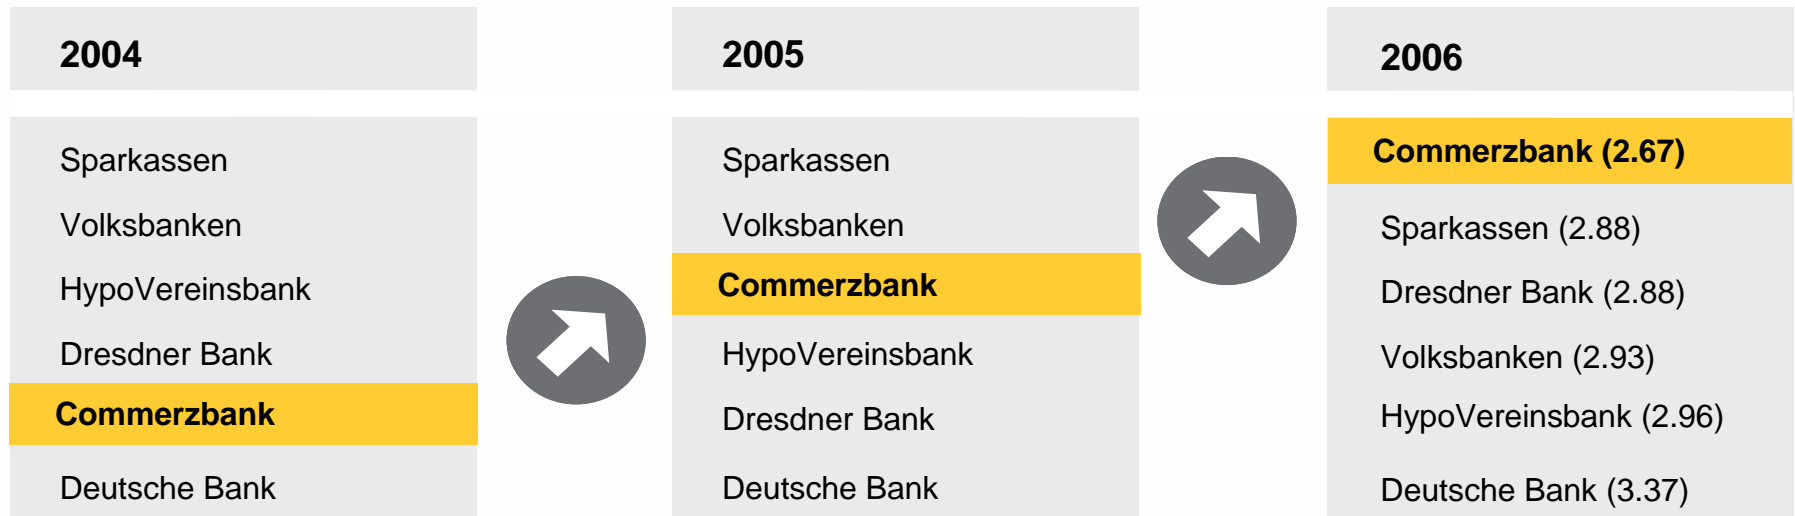 2004
Sparkassen
Volksbanken
HypoVereinsbank
Dresdner Bank
Commerzbank
Deutsche Bank
2005
Sparkassen
Volksbanken
Commerzbank
HypoVereinsbank
Dresdner Bank
Deutsche Bank
2006
Commerzbank (2.67)
Sparkassen (2.88)
Dresdner Bank (2.88)
Volksbanken (2.93)
HypoVereinsbank (2.96)
Deutsche Bank (3.37)